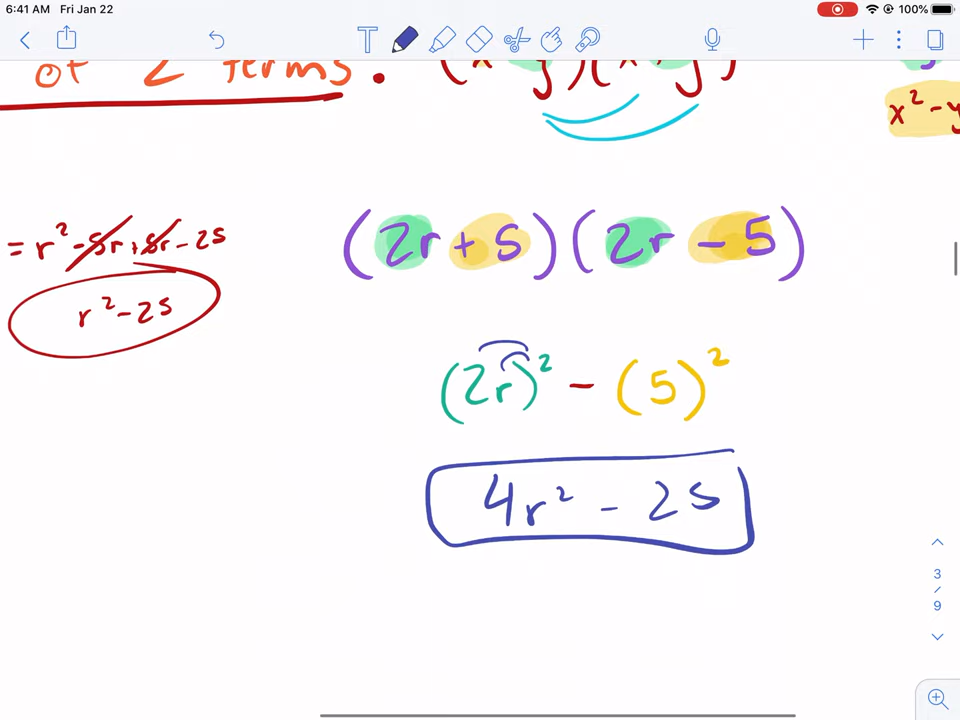 6:41 AM Fri Jan 22
100%
T
of 2 terms.
x² - y
= r² - 5r + 5r - 25
r² - 25
(2r + 5)(2r - 5)
(2r)² - (5)²
4r² - 25
3
/
9